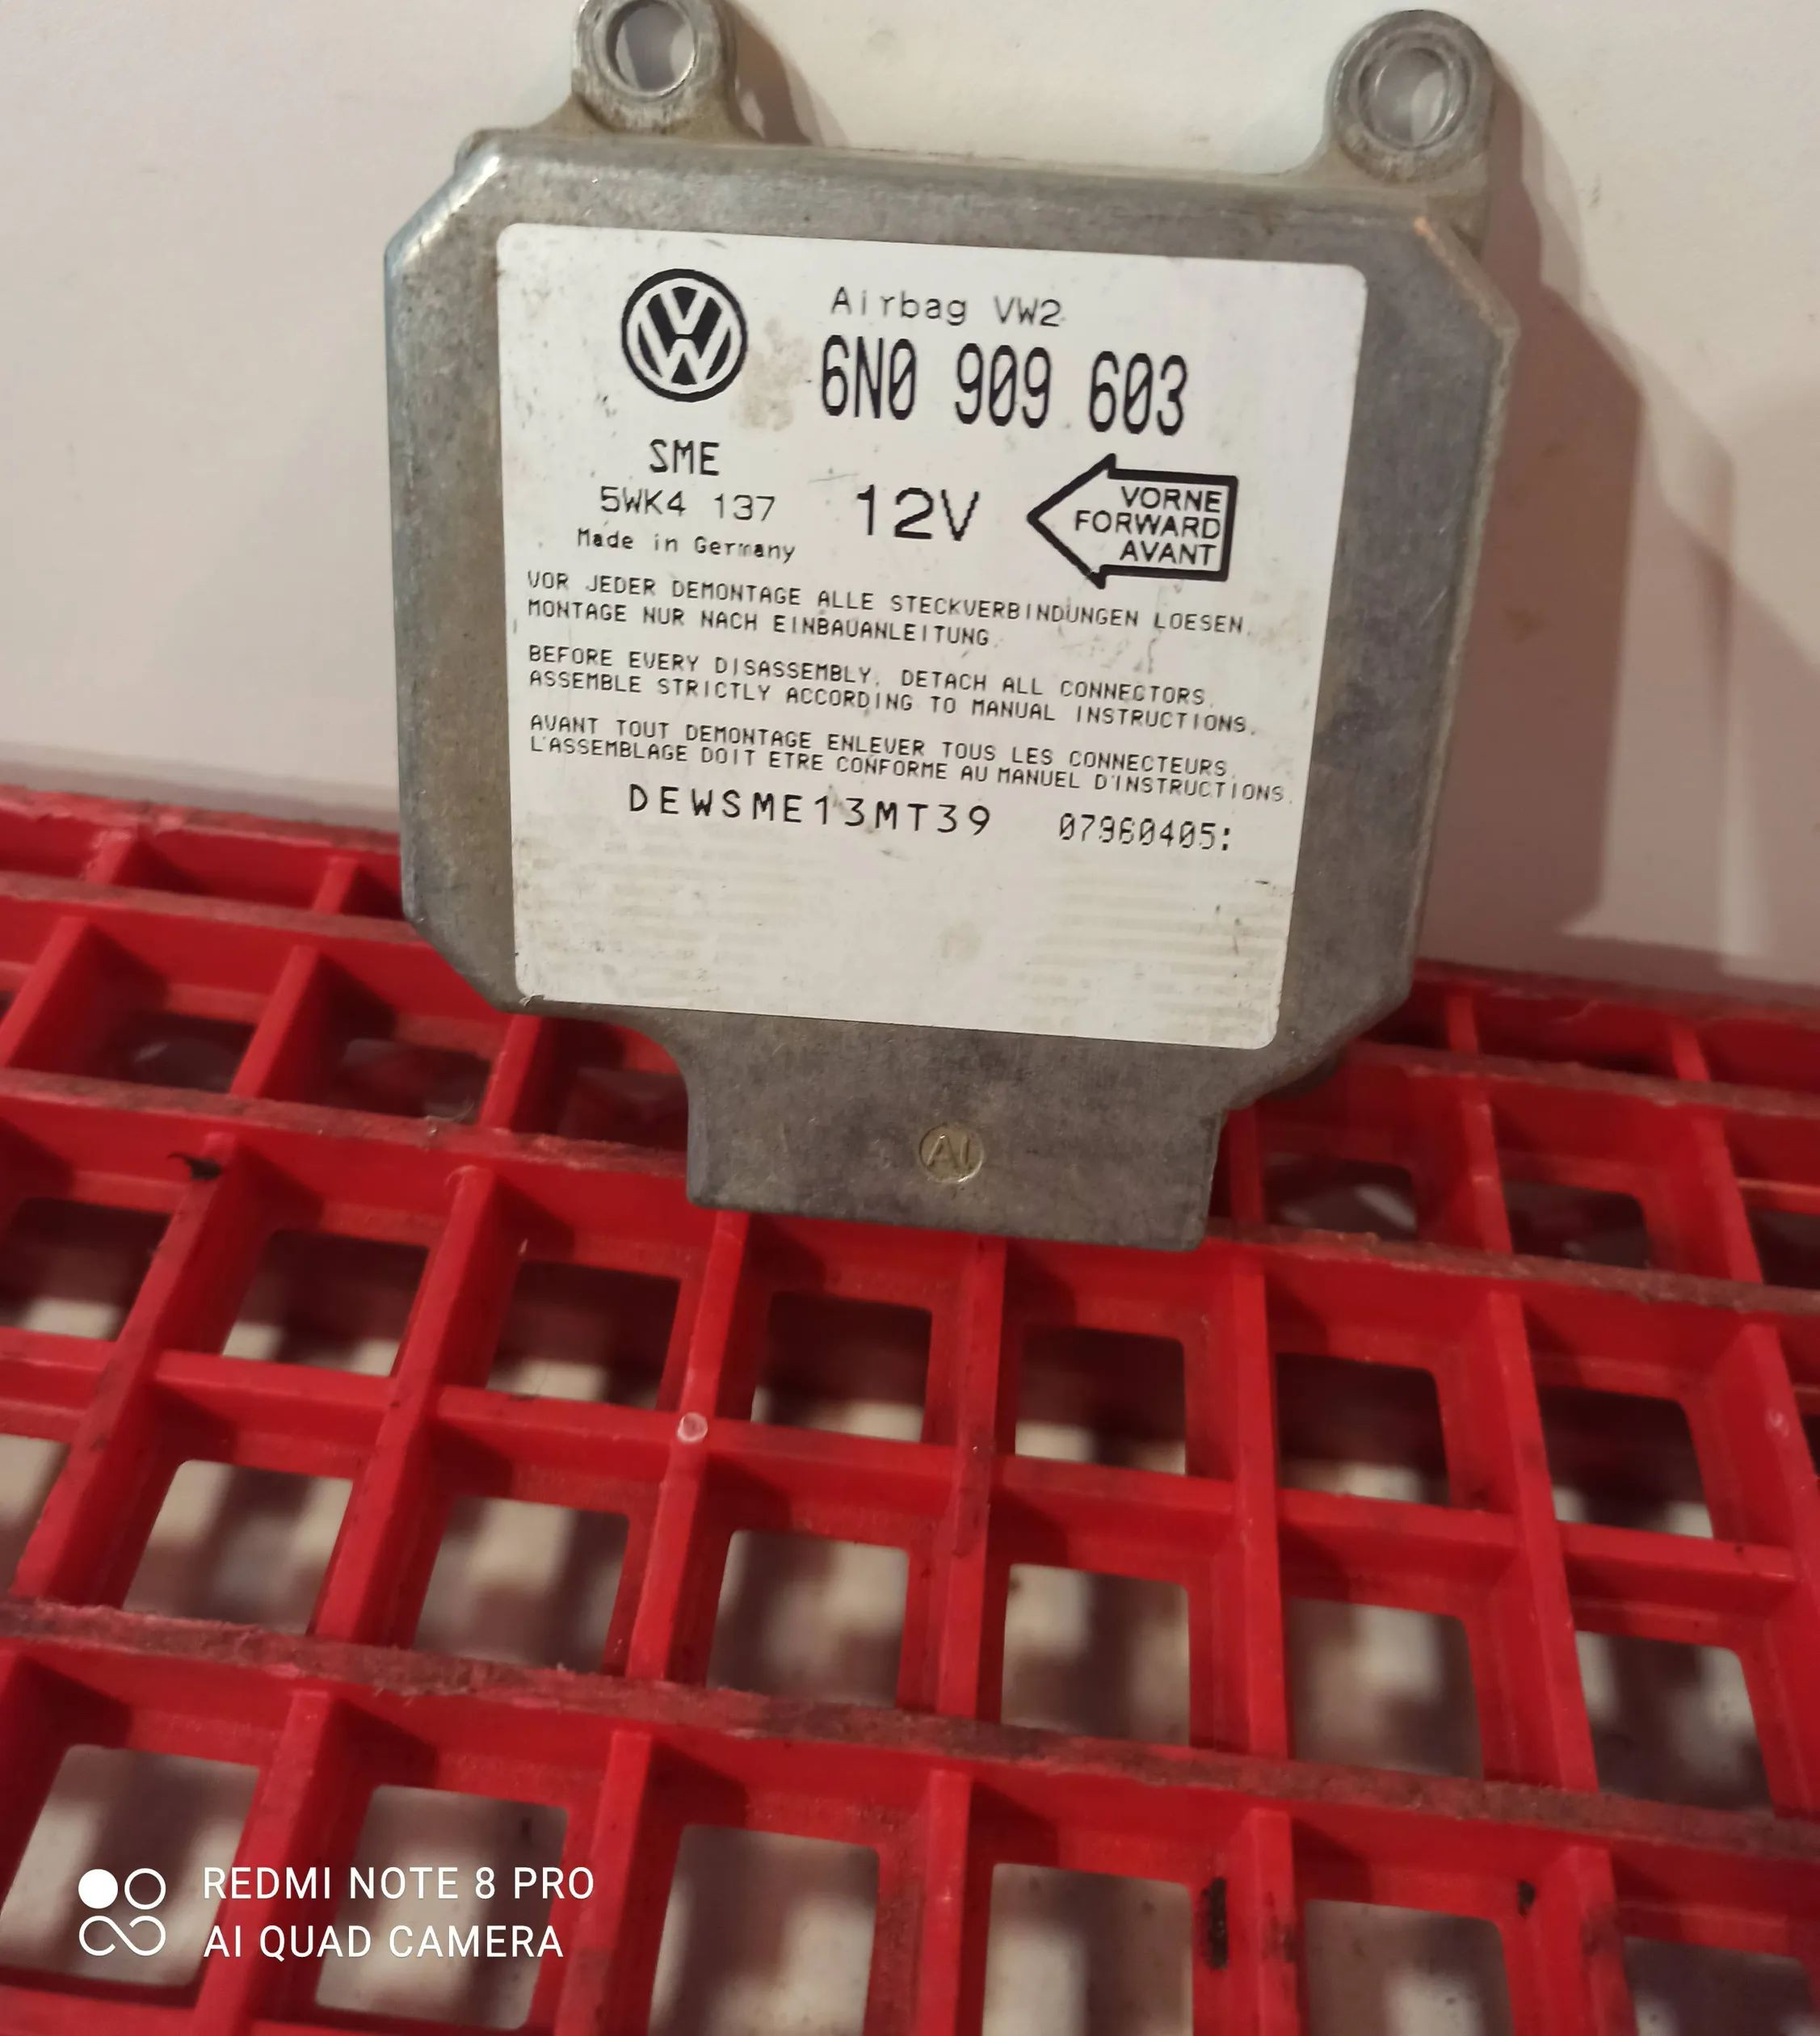 Airbag VW2
6N0 909 603
SME
5WK4 137
Made in Germany
12V
VORNE
FORWARD
AVANT
VOR JEDER DEMONTAGE ALLE STECKVERBINDUNGEN LOESEN.
MONTAGE NUR NACH EINBAUANLEITUNG.
BEFORE EVERY DISASSEMBLY, DETACH ALL CONNECTORS.
ASSEMBLE STRICTLY ACCORDING TO MANUAL INSTRUCTIONS.
AVANT TOUT DEMONTAGE ENLEVER TOUS LES CONNECTEURS.
L'ASSEMBLAGE DOIT ETRE CONFORME AU MANUEL D'INSTRUCTIONS.
DEWSME13MT39 07960405:
AI
REDMI NOTE 8 PRO
AI QUAD CAMERA